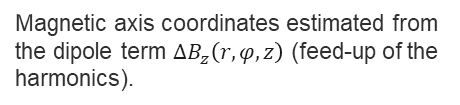 Magnetic axis coordinates estimated from
the dipole term ΔB_z(r, φ, z) (feed-up of the
harmonics).